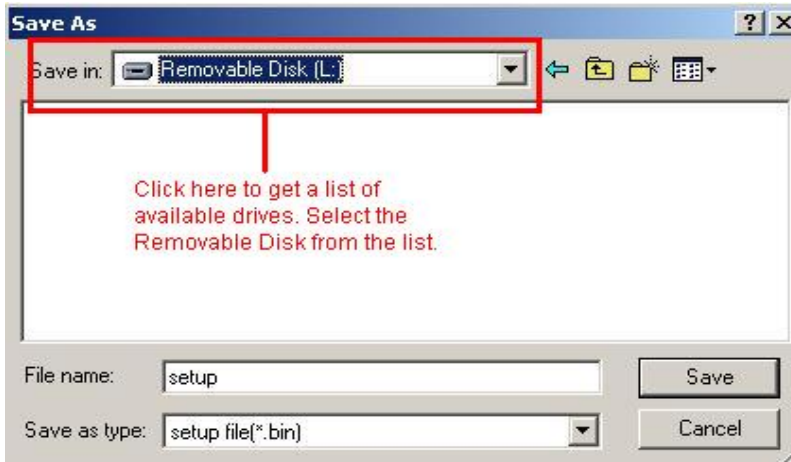 Save As
Save in: Removable Disk (L:)
Click here to get a list of
available drives. Select the
Removable Disk from the list.
File name: setup Save
Save as type: setup file(*.bin) Cancel